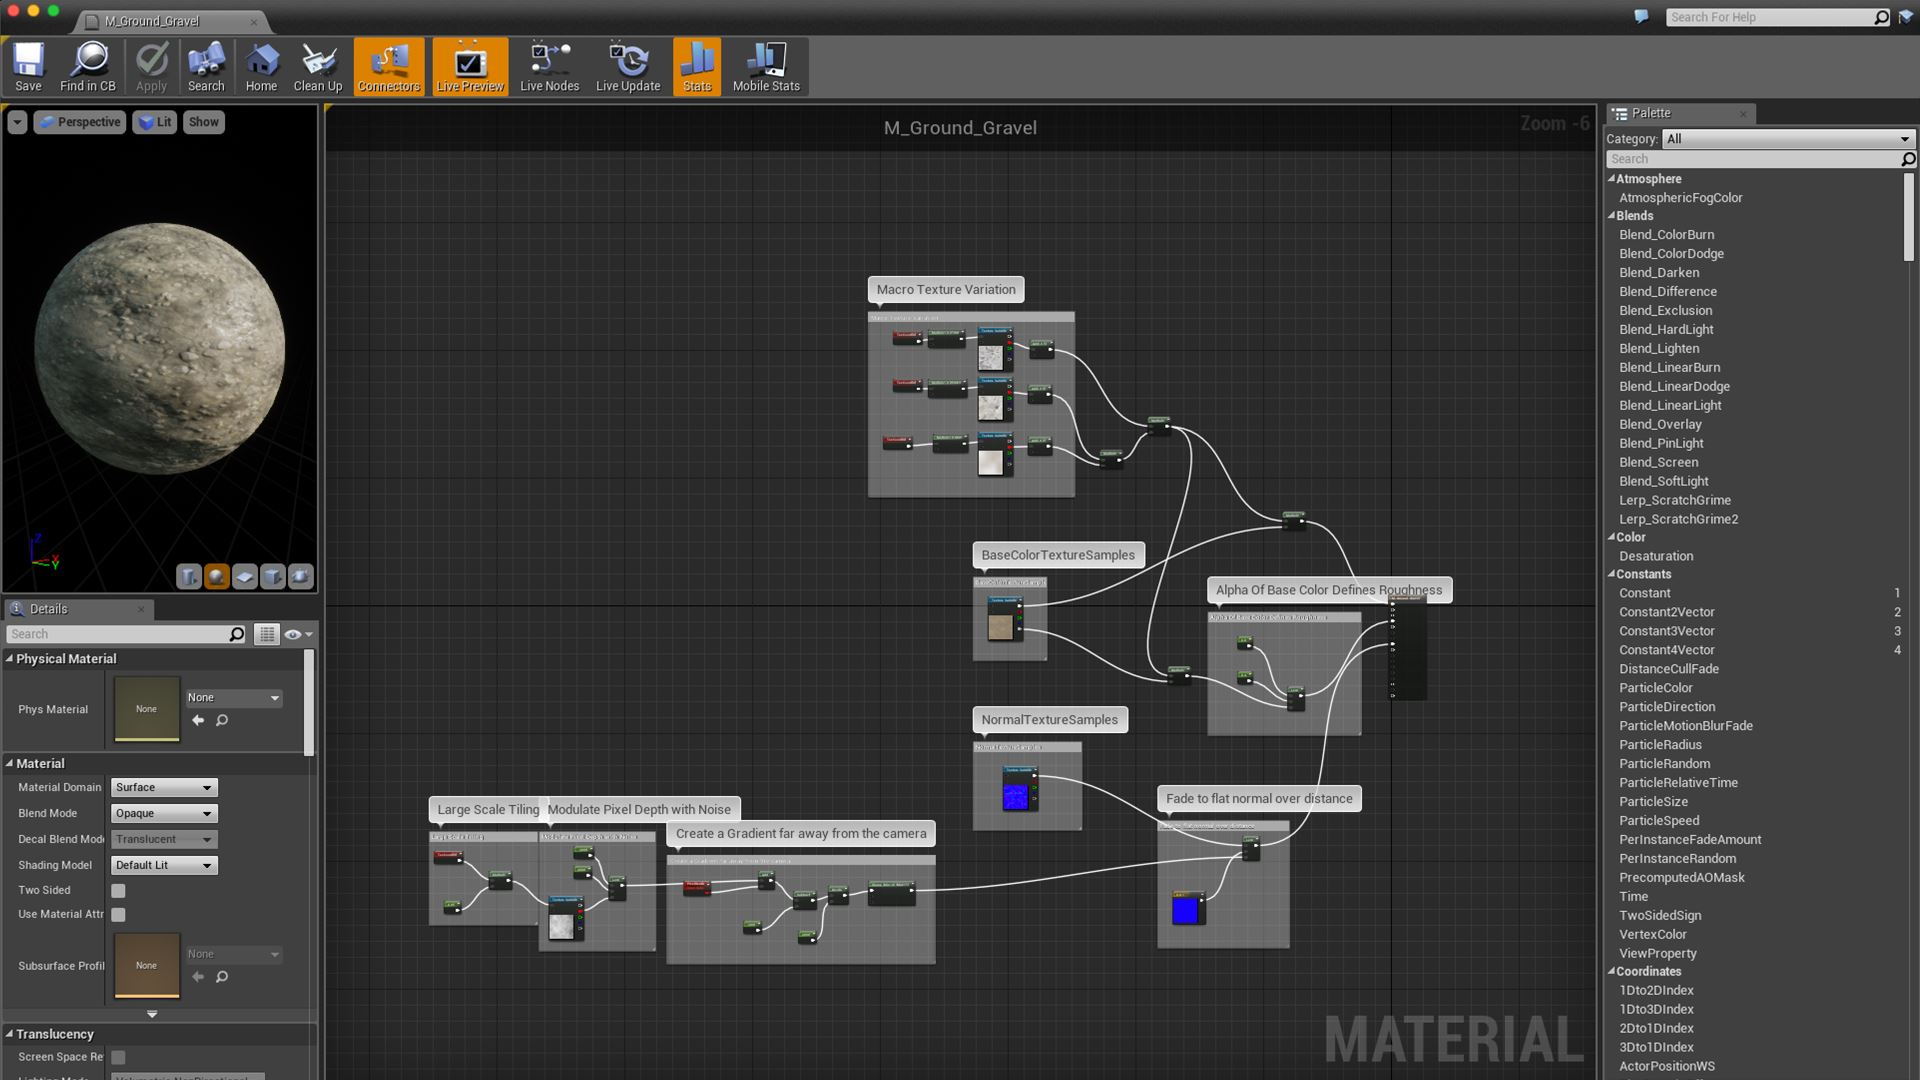 M_Ground_Gravel
Search For Help
Save
Find in CB
Apply
Search
Home
Clean Up
Connectors
Live Preview
Live Nodes
Live Update
Stats
Mobile Stats
Perspective
Lit
Show
Z
X
Y
Details
Search
Physical Material
Phys Material
None
None
Material
Material Domain
Surface
Blend Mode
Opaque
Decal Blend Mode
Translucent
Shading Model
Default Lit
Two Sided
Use Material Attr
Subsurface Profil
None
None
Translucency
Screen Space Re
M_Ground_Gravel
Zoom -6
Macro Texture Variation
BaseColorTextureSamples
Alpha Of Base Color Defines Roughness
NormalTextureSamples
Fade to flat normal over distance
Large Scale Tiling
Modulate Pixel Depth with Noise
Create a Gradient far away from the camera
MATERIAL
Palette
Category:
All
Search
Atmosphere
AtmosphericFogColor
Blends
Blend_ColorBurn
Blend_ColorDodge
Blend_Darken
Blend_Difference
Blend_Exclusion
Blend_HardLight
Blend_Lighten
Blend_LinearBurn
Blend_LinearDodge
Blend_LinearLight
Blend_Overlay
Blend_PinLight
Blend_Screen
Blend_SoftLight
Lerp_ScratchGrime
Lerp_ScratchGrime2
Color
Desaturation
Constants
Constant 1
Constant2Vector 2
Constant3Vector 3
Constant4Vector 4
DistanceCullFade
ParticleColor
ParticleDirection
ParticleMotionBlurFade
ParticleRadius
ParticleRandom
ParticleRelativeTime
ParticleSize
ParticleSpeed
PerInstanceFadeAmount
PerInstanceRandom
PrecomputedAOMask
Time
TwoSidedSign
VertexColor
ViewProperty
Coordinates
1Dto2DIndex
1Dto3DIndex
2Dto1DIndex
3Dto1DIndex
ActorPositionWS